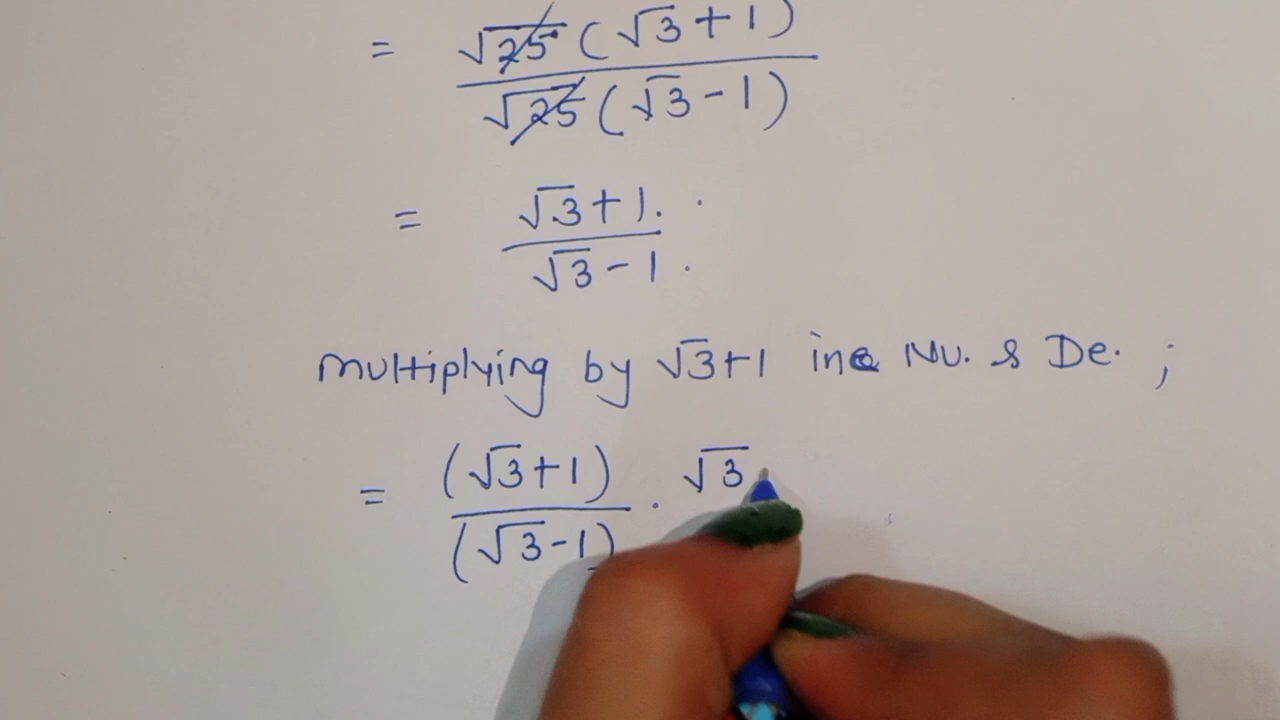 = √25 (√3 + 1)
√25 (√3 - 1)
= √3 + 1 .
√3 - 1 .
multiplying by √3+1 in Nu. & De. ;
= (√3+1) . √3
(√3-1)